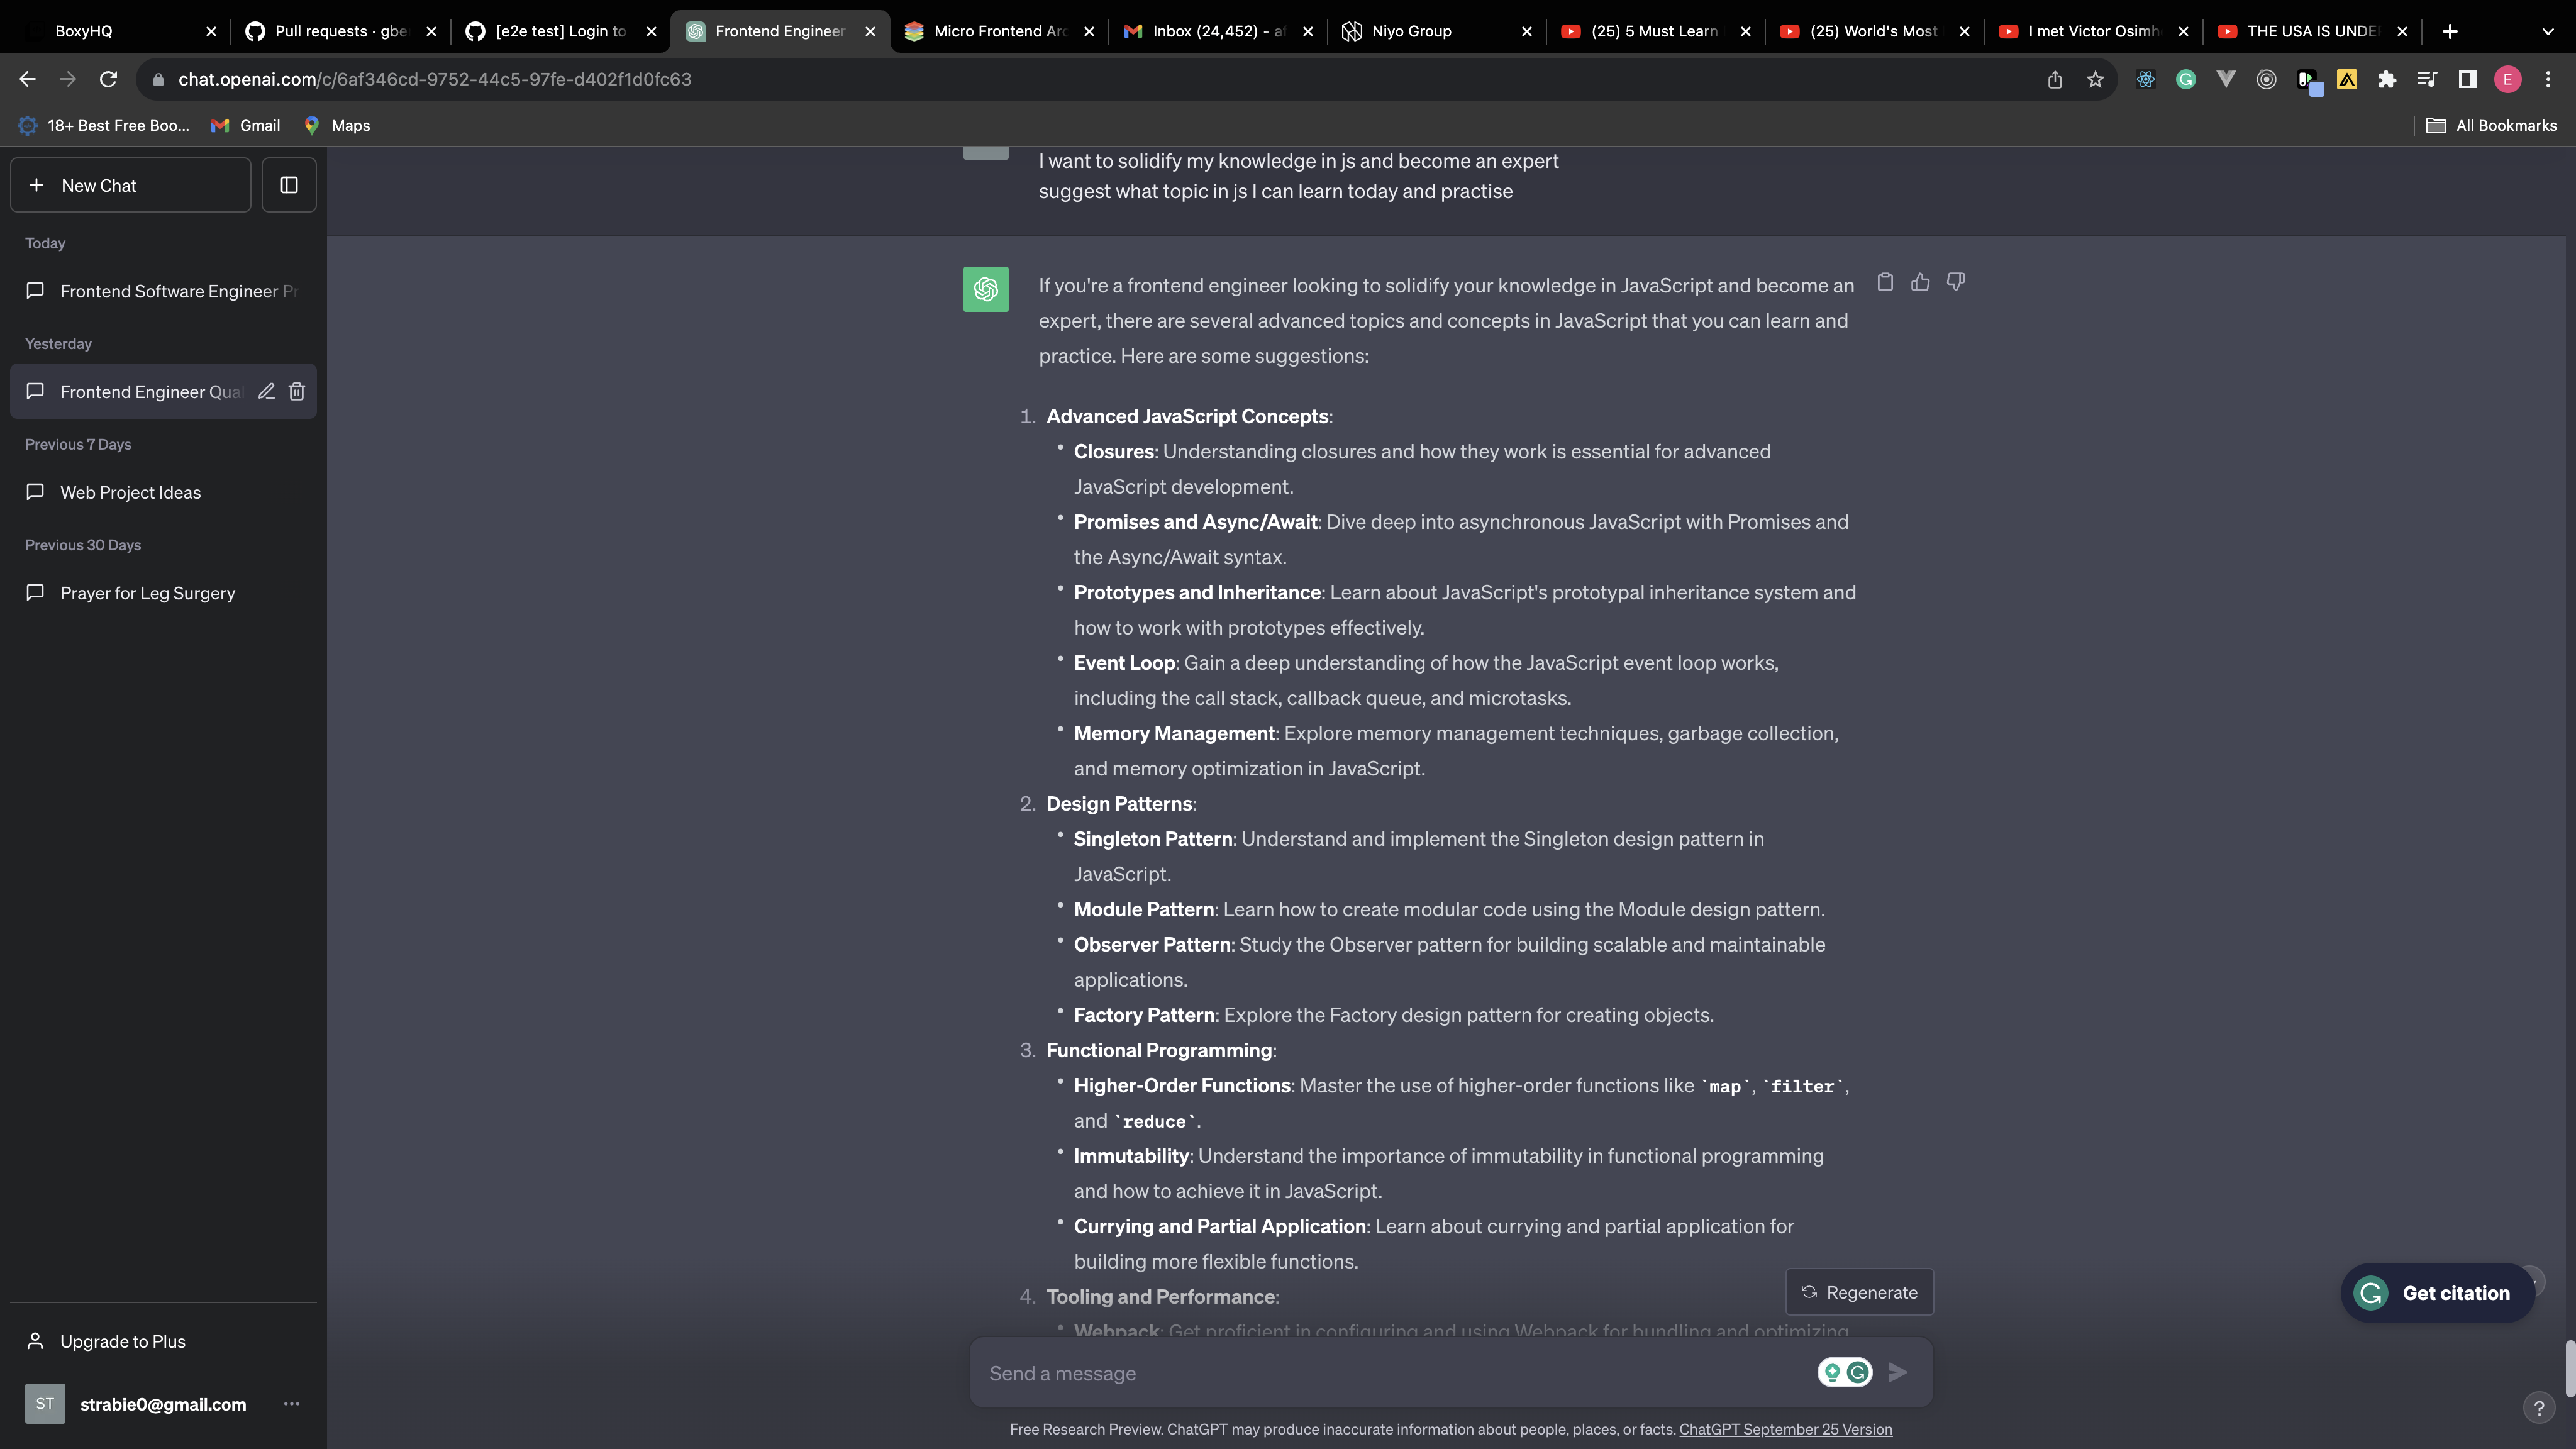 BoxyHQ
Pull requests · gbe
[e2e test] Login to
Frontend Engineer
Micro Frontend Arc
Inbox (24,452) - af
Niyo Group
(25) 5 Must Learn
(25) World's Most
I met Victor Osimh
THE USA IS UNDE
chat.openai.com/c/6af346cd-9752-44c5-97fe-d402f1d0fc63
E
18+ Best Free Boo...
Gmail
Maps
All Bookmarks
New Chat
Today
Frontend Software Engineer Pr
Yesterday
Frontend Engineer Qua
Previous 7 Days
Web Project Ideas
Previous 30 Days
Prayer for Leg Surgery
Upgrade to Plus
ST
strabie0@gmail.com
I want to solidify my knowledge in js and become an expert
suggest what topic in js I can learn today and practise
If you're a frontend engineer looking to solidify your knowledge in JavaScript and become an
expert, there are several advanced topics and concepts in JavaScript that you can learn and
practice. Here are some suggestions:
1. Advanced JavaScript Concepts:
• Closures: Understanding closures and how they work is essential for advanced
JavaScript development.
• Promises and Async/Await: Dive deep into asynchronous JavaScript with Promises and
the Async/Await syntax.
• Prototypes and Inheritance: Learn about JavaScript's prototypal inheritance system and
how to work with prototypes effectively.
• Event Loop: Gain a deep understanding of how the JavaScript event loop works,
including the call stack, callback queue, and microtasks.
• Memory Management: Explore memory management techniques, garbage collection,
and memory optimization in JavaScript.
2. Design Patterns:
• Singleton Pattern: Understand and implement the Singleton design pattern in
JavaScript.
• Module Pattern: Learn how to create modular code using the Module design pattern.
• Observer Pattern: Study the Observer pattern for building scalable and maintainable
applications.
• Factory Pattern: Explore the Factory design pattern for creating objects.
3. Functional Programming:
• Higher-Order Functions: Master the use of higher-order functions like `map`, `filter`,
and `reduce`.
• Immutability: Understand the importance of immutability in functional programming
and how to achieve it in JavaScript.
• Currying and Partial Application: Learn about currying and partial application for
building more flexible functions.
4. Tooling and Performance:
• Webpack: Get proficient in configuring and using Webpack for bundling and optimizing
Regenerate
Get citation
Send a message
Free Research Preview. ChatGPT may produce inaccurate information about people, places, or facts. ChatGPT September 25 Version
?